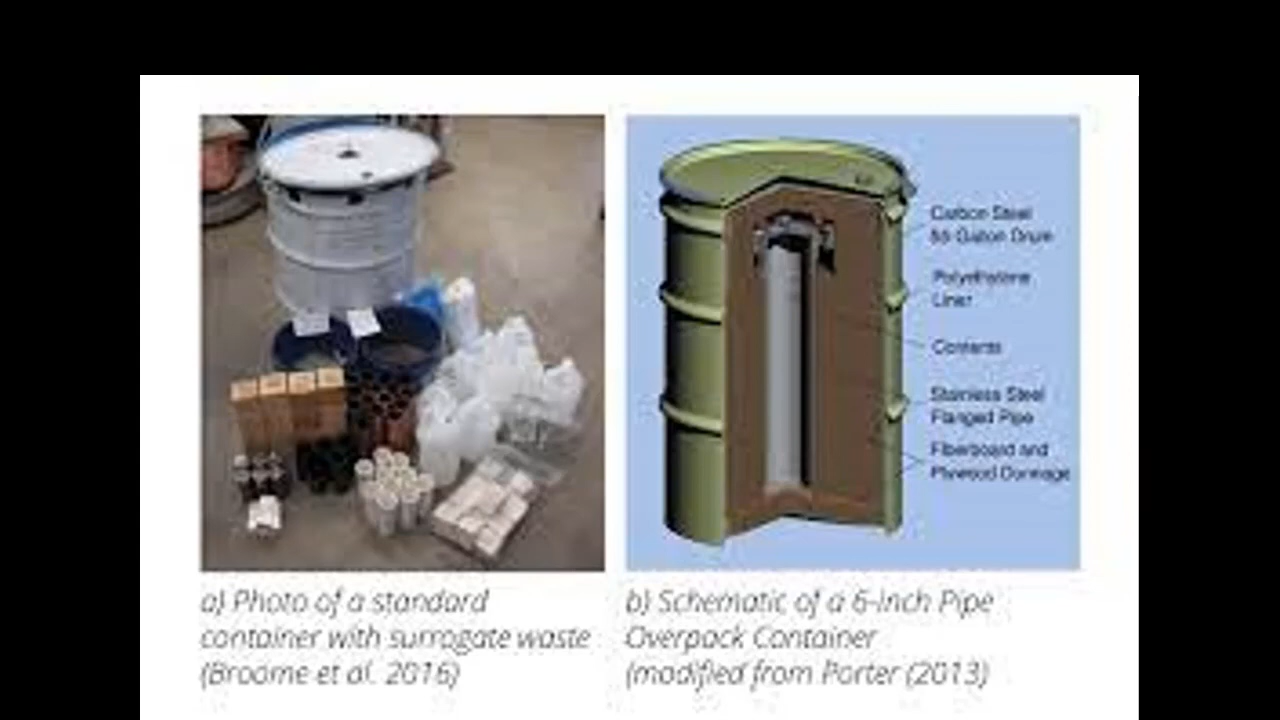 Carbon Steel
55 Gallon Drum
Polyethylene
Liner
Contents
Stainless Steel
Flanged Pipe
Fiberboard and
Plywood Dunnage
a) Photo of a standard
container with surrogate waste
(Broome et al. 2016)
b) Schematic of a 6-inch Pipe
Overpack Container
(modified from Porter (2013)